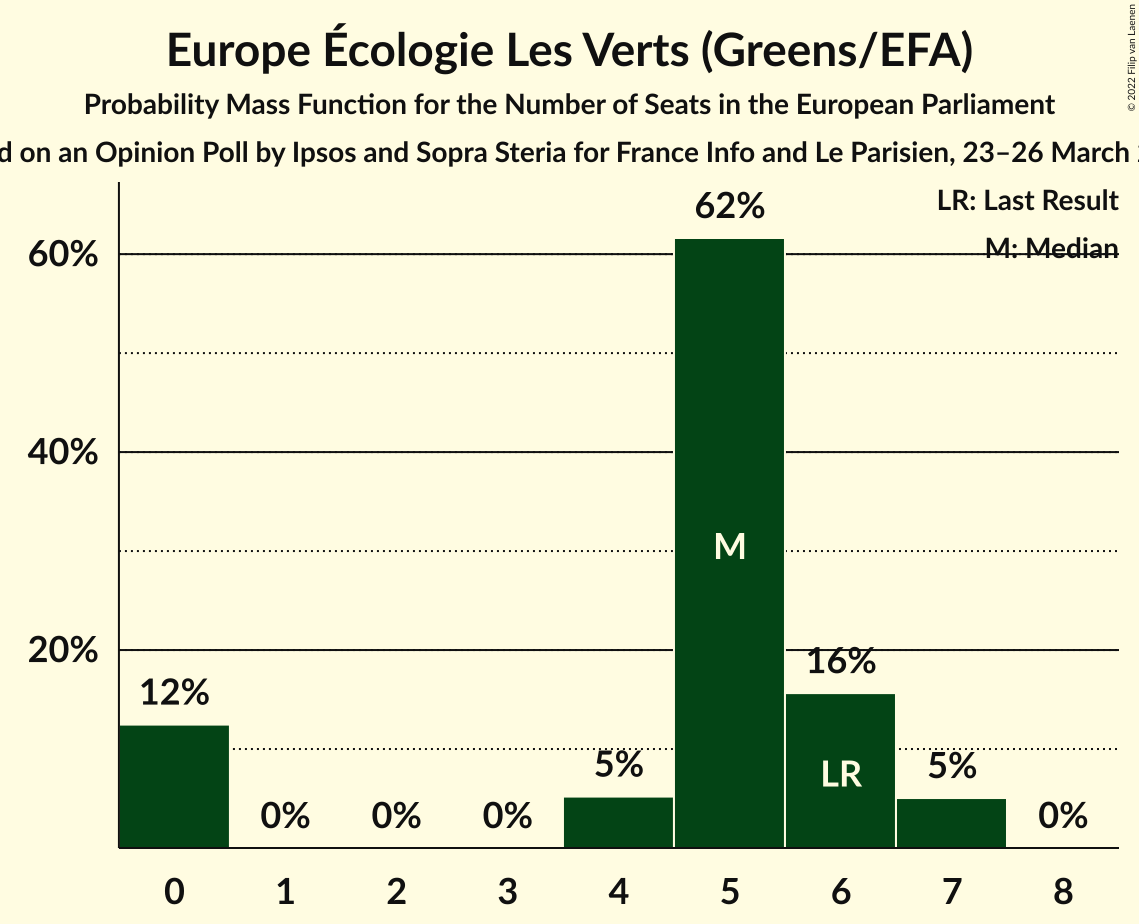 Europe Écologie Les Verts (Greens/EFA)
Probability Mass Function for the Number of Seats in the European Parliament
on an Opinion Poll by Ipsos and Sopra Steria for France Info and Le Parisien, 23–26 March
© 2022 Filip van Laenen
LR: Last Result
M: Median
62%
60%
40%
M
20%
16%
12%
5%
5%
LR
0%
0%
0%
0%
0 1 2 3 4 5 6 7 8